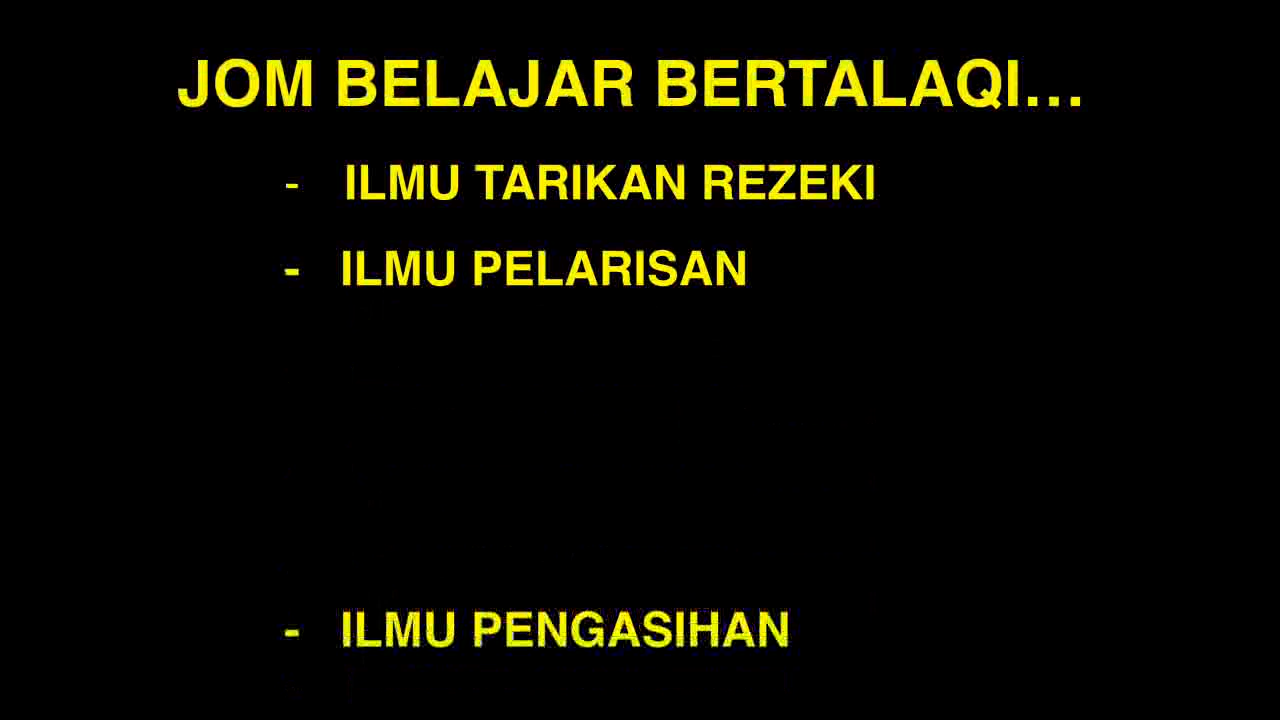 JOM BELAJAR BERTALAQI...
- ILMU TARIKAN REZEKI
- ILMU PELARISAN
- ILMU PENGASIHAN